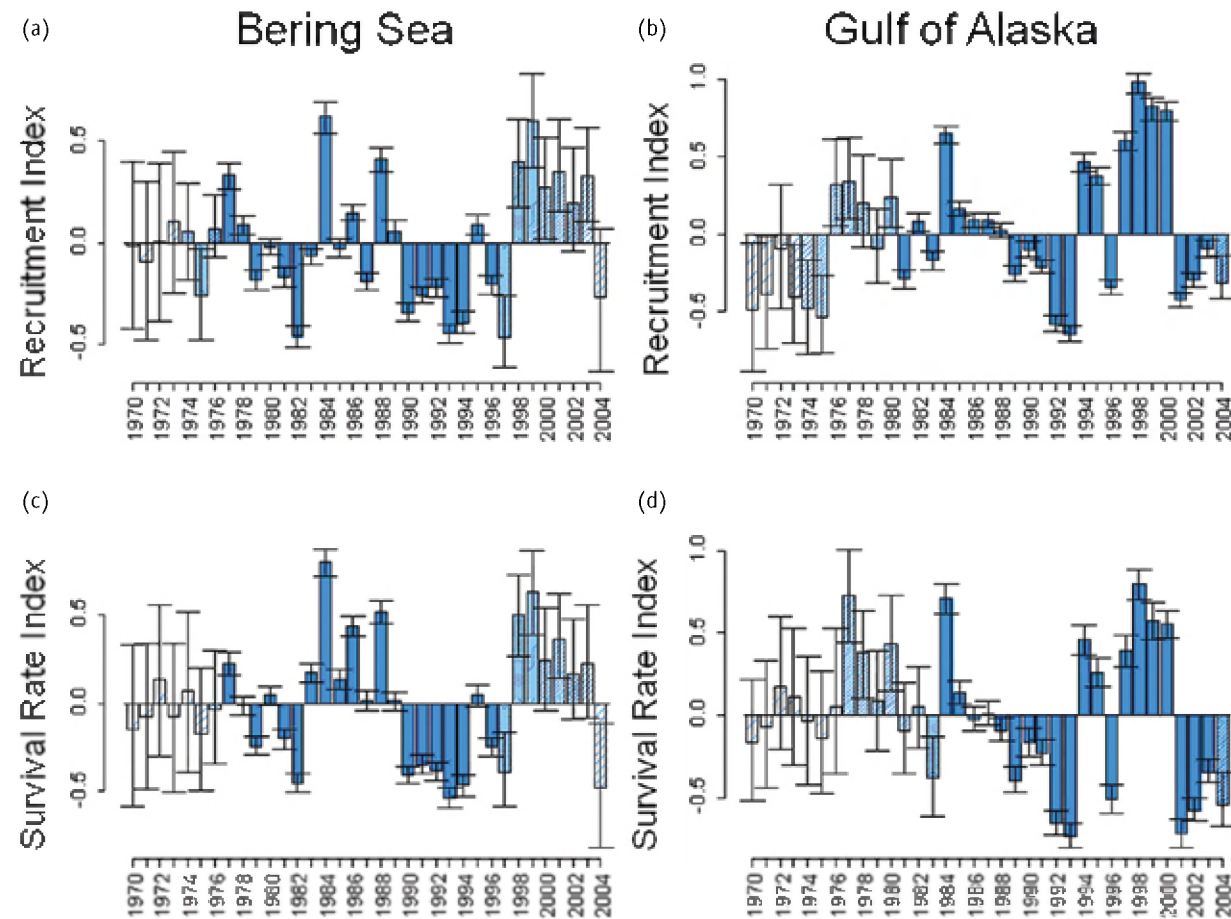 (a) Bering Sea (b) Gulf of Alaska
Recruitment Index
0.5
0.0
-0.5
1970 1972 1974 1976 1978 1980 1982 1984 1986 1988 1990 1992 1994 1996 1998 2000 2002 2004
Recruitment Index
1.0
0.5
0.0
-0.5
1970 1972 1974 1976 1978 1980 1982 1984 1986 1988 1990 1992 1994 1996 1998 2000 2002 2004
(c)
Survival Rate Index
0.5
0.0
-0.5
1970 1972 1974 1976 1978 1980 1982 1984 1986 1988 1990 1992 1994 1996 1998 2000 2002 2004
(d)
Survival Rate Index
1.0
0.5
0.0
-0.5
1970 1972 1974 1976 1978 1980 1982 1984 1986 1988 1990 1992 1994 1996 1998 2000 2002 2004